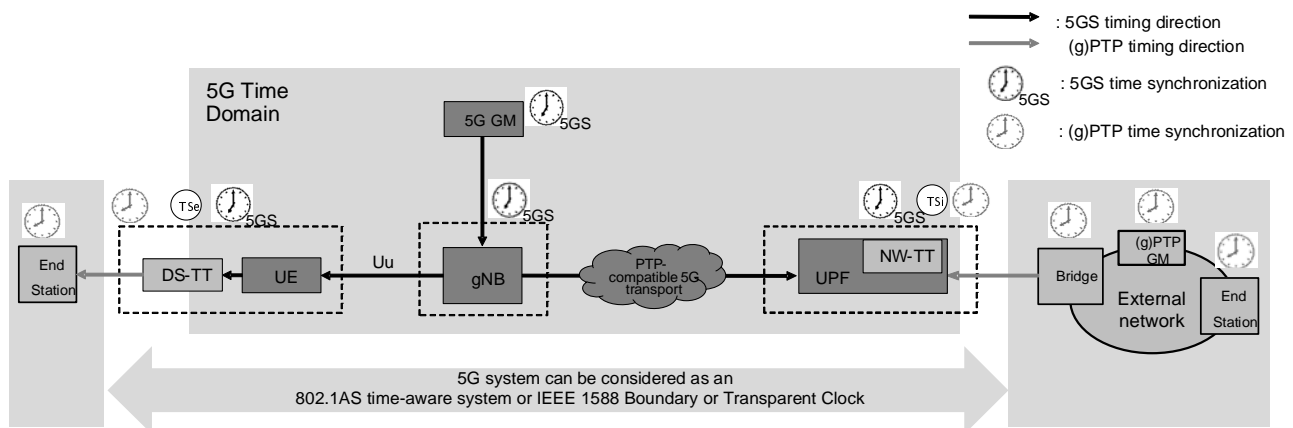 : 5GS timing direction
(g)PTP timing direction
5GS
: 5GS time synchronization
: (g)PTP time synchronization
5G Time
Domain
5G GM
5GS
5GS
TSe
5GS
5GS
TSi
End
Station
DS-TT
UE
Uu
gNB
PTP-
compatible 5G
transport
UPF
NW-TT
Bridge
(g)PTP
GM
External
network
End
Station
5G system can be considered as an
802.1AS time-aware system or IEEE 1588 Boundary or Transparent Clock